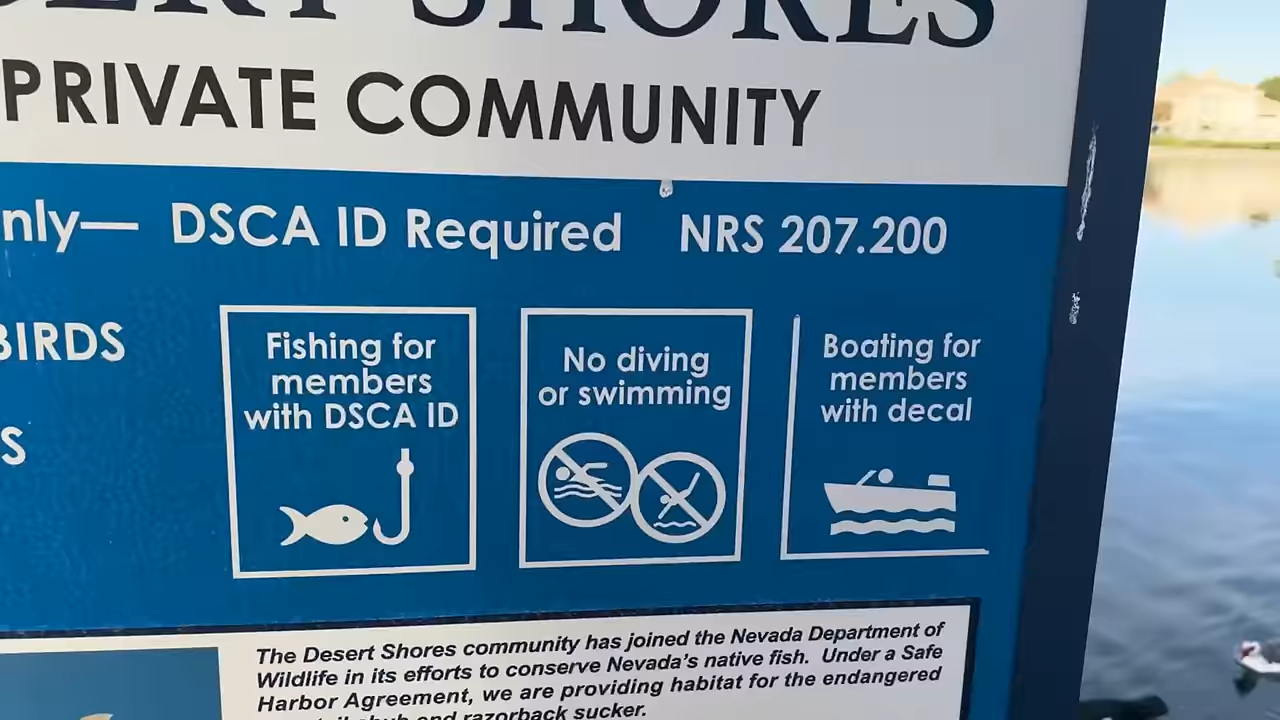 SHORES
PRIVATE COMMUNITY
DSCA ID Required NRS 207.200
BIRDS
Fishing for
members
with DSCA ID
No diving
or swimming
Boating for
members
with decal
The Desert Shores community has joined the Nevada Department of
Wildlife in its efforts to conserve Nevada's native fish. Under a Safe
Harbor Agreement, we are providing habitat for the endangered
and razorback sucker.